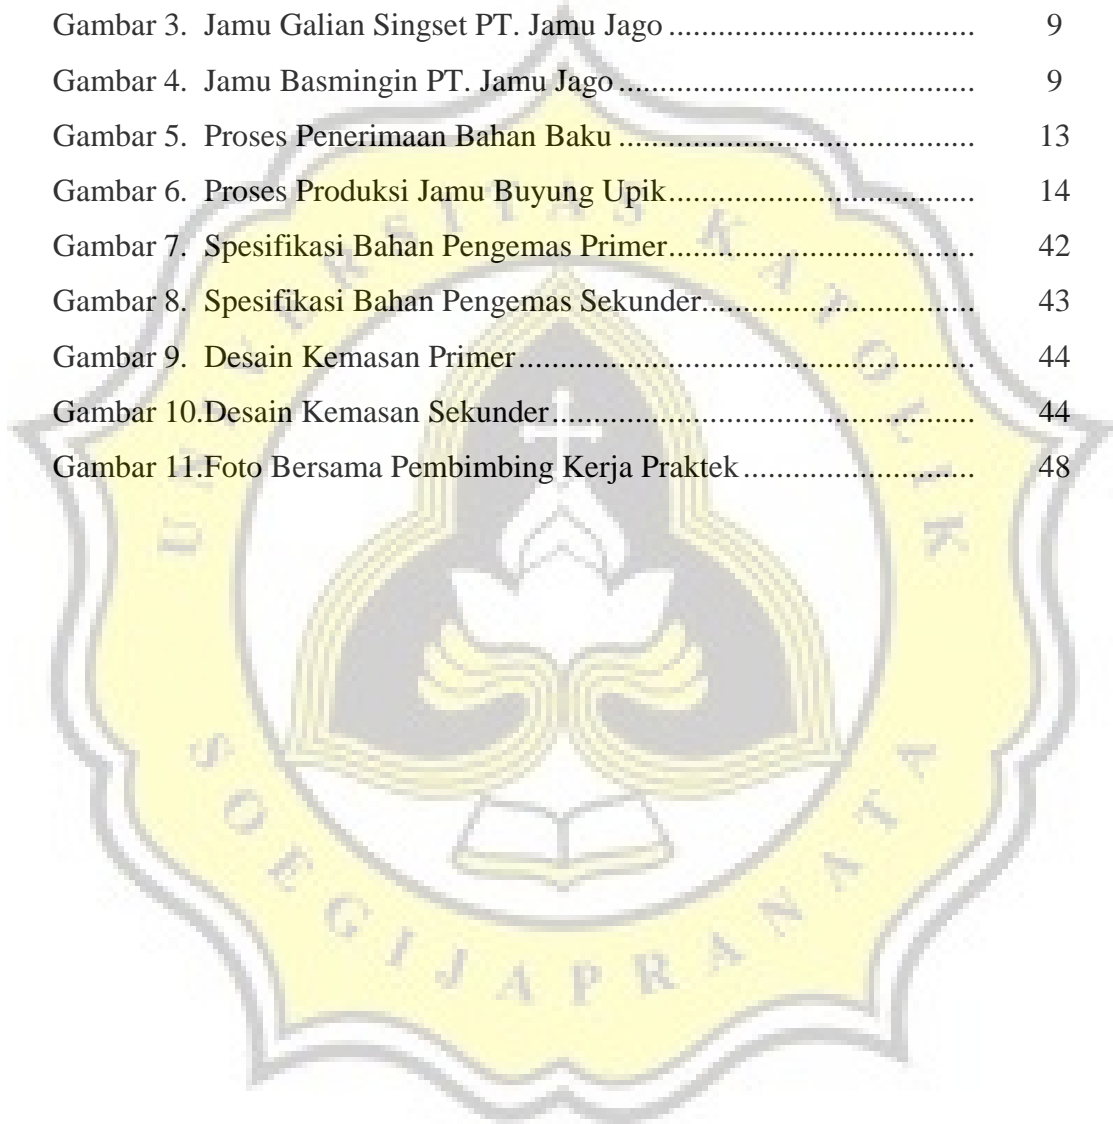 Gambar 3. Jamu Galian Singset PT. Jamu Jago ................................... 9
Gambar 4. Jamu Basmingin PT. Jamu Jago ......................................... 9
Gambar 5. Proses Penerimaan Bahan Baku ......................................... 13
Gambar 6. Proses Produksi Jamu Buyung Upik ................................... 14
Gambar 7. Spesifikasi Bahan Pengemas Primer ................................... 42
Gambar 8. Spesifikasi Bahan Pengemas Sekunder ............................... 43
Gambar 9. Desain Kemasan Primer .................................................... 44
Gambar 10.Desain Kemasan Sekunder ................................................ 44
Gambar 11.Foto Bersama Pembimbing Kerja Praktek ........................... 48
UNIVERSITAS KATOLIK
SOEGIJAPRANATA